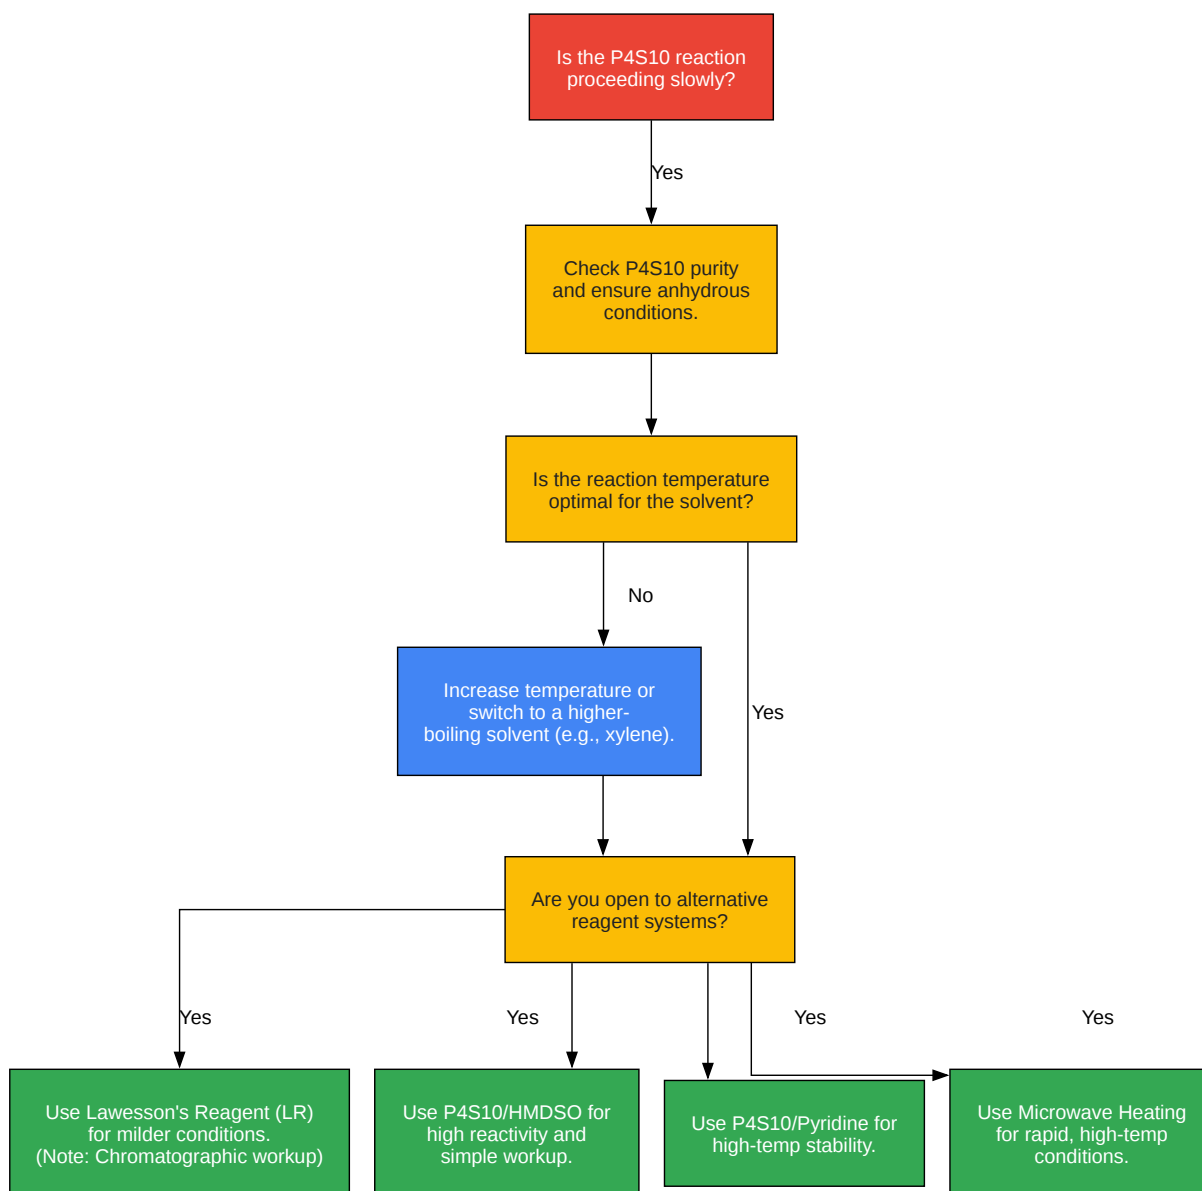 Is the P4S10 reaction
proceeding slowly?
Yes
Check P4S10 purity
and ensure anhydrous
conditions.
Is the reaction temperature
optimal for the solvent?
No
Increase temperature or
switch to a higher-
boiling solvent (e.g., xylene).
Yes
Are you open to alternative
reagent systems?
Yes
Yes
Yes
Yes
Use Lawesson's Reagent (LR)
for milder conditions.
(Note: Chromatographic workup)
Use P4S10/HMDSO for
high reactivity and
simple workup.
Use P4S10/Pyridine for
high-temp stability.
Use Microwave Heating
for rapid, high-temp
conditions.